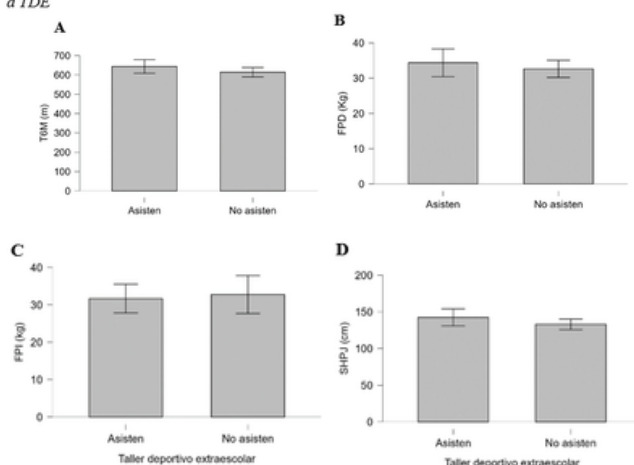 a TDE
A
700
600
500
400
300
200
100
0
T6M (m)
Asisten No asisten
B
40
30
20
10
0
FPD (Kg)
Asisten No asisten
C
40
30
20
10
0
FPI (kg)
Asisten No asisten
Taller deportivo extraescolar
D
200
150
100
50
0
SHPJ (cm)
Asisten No asisten
Taller deportivo extraescolar